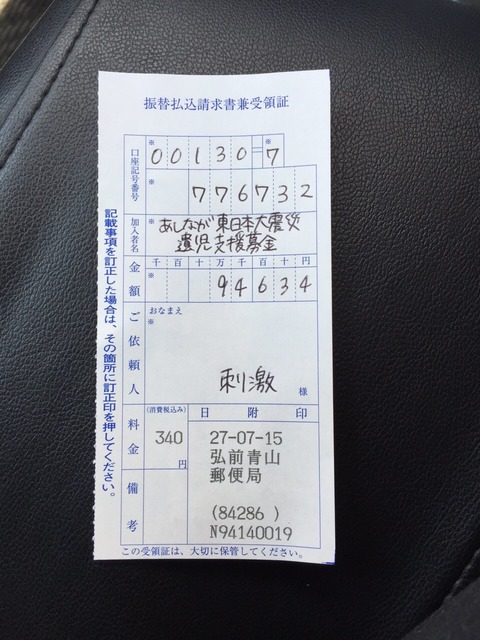 振替払込請求書兼受領証
口座記号番号
※ 00130=※7
※ 776732
加入者名
※ あしなが東日本大震災
遺児支援募金
金額
千百十万千百十円
※ 94634
ご依頼人
おなまえ
※
刺激 様
料金
(消費税込み)
340
円
日附印
27-07-15
弘前青山
郵便局
(84286 )
N94140019
備考
この受領証は、大切に保管してください。
記載事項を訂正した場合は、その箇所に訂正印を押してください。